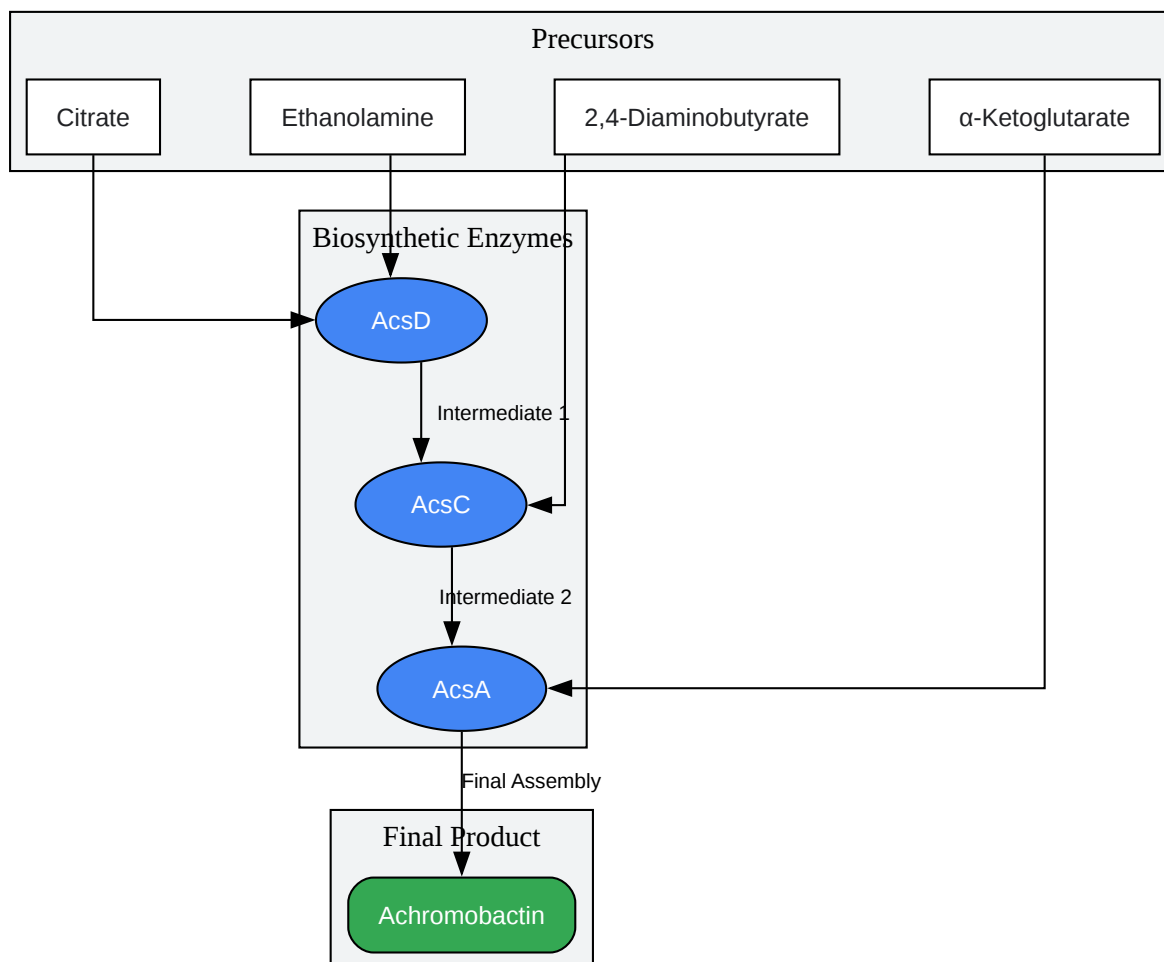 Precursors
Citrate
Ethanolamine
2,4-Diaminobutyrate
α-Ketoglutarate
Biosynthetic Enzymes
AcsD
Intermediate 1
AcsC
Intermediate 2
AcsA
Final Assembly
Final Product
Achromobactin